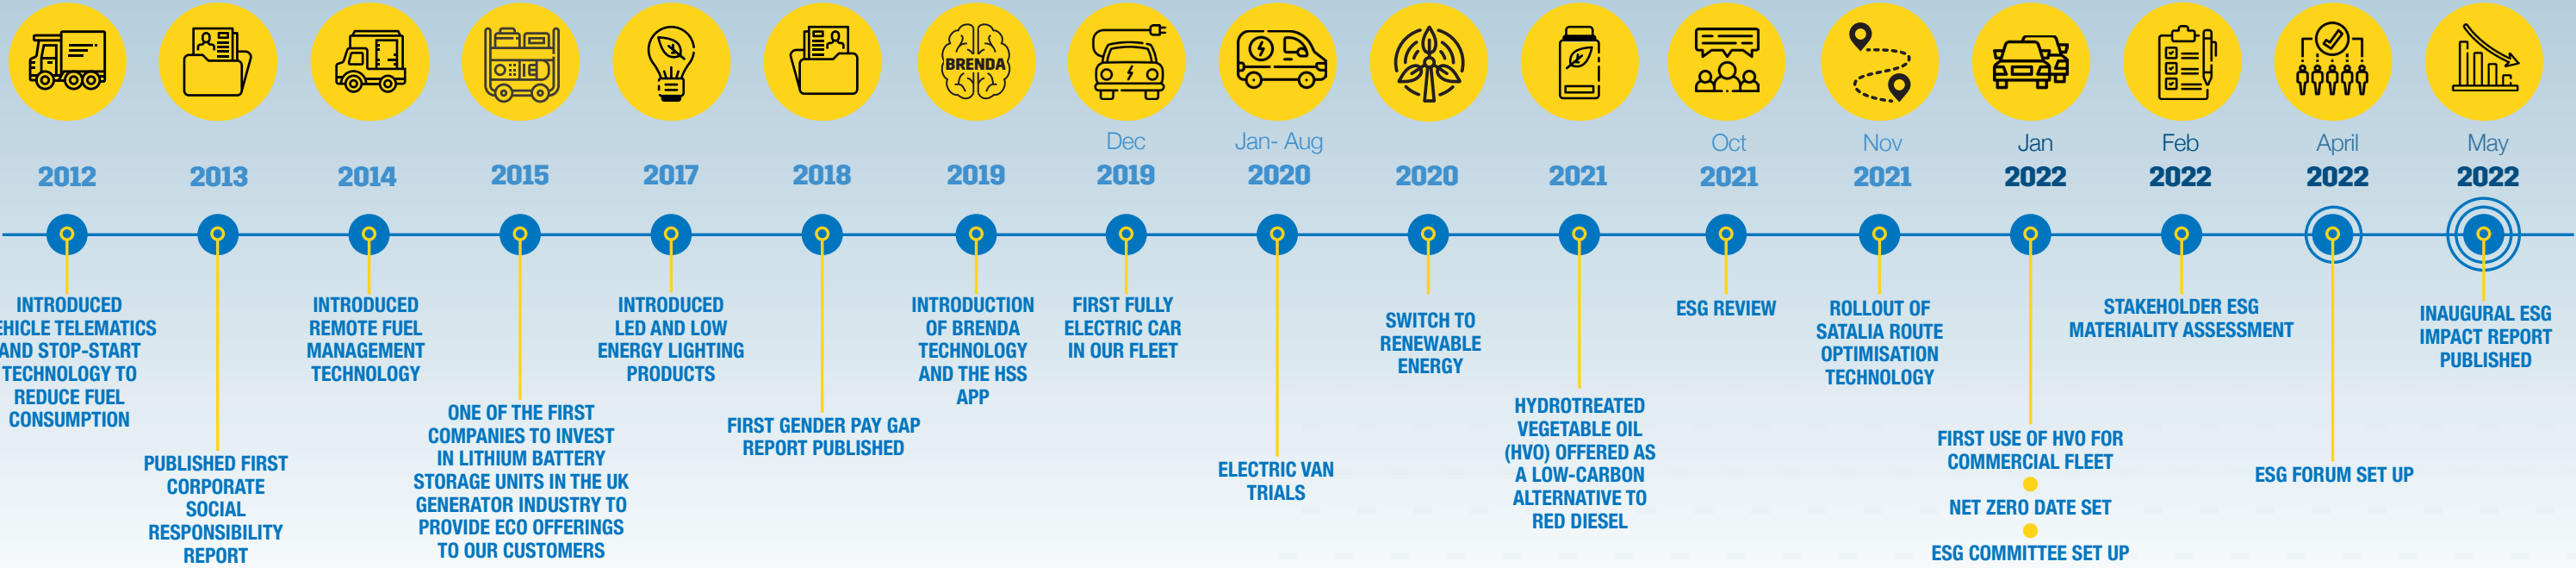 BRENDA
2012
INTRODUCED
EHICLE TELEMATICS
AND STOP-START
TECHNOLOGY TO
REDUCE FUEL
CONSUMPTION
2013
PUBLISHED FIRST
CORPORATE
SOCIAL
RESPONSIBILITY
REPORT
2014
INTRODUCED
REMOTE FUEL
MANAGEMENT
TECHNOLOGY
2015
ONE OF THE FIRST
COMPANIES TO INVEST
IN LITHIUM BATTERY
STORAGE UNITS IN THE UK
GENERATOR INDUSTRY TO
PROVIDE ECO OFFERINGS
TO OUR CUSTOMERS
2017
INTRODUCED
LED AND LOW
ENERGY LIGHTING
PRODUCTS
2018
FIRST GENDER PAY GAP
REPORT PUBLISHED
2019
INTRODUCTION
OF BRENDA
TECHNOLOGY
AND THE HSS
APP
Dec
2019
FIRST FULLY
ELECTRIC CAR
IN OUR FLEET
Jan- Aug
2020
ELECTRIC VAN
TRIALS
2020
SWITCH TO
RENEWABLE
ENERGY
2021
HYDROTREATED
VEGETABLE OIL
(HVO) OFFERED AS
A LOW-CARBON
ALTERNATIVE TO
RED DIESEL
Oct
2021
ESG REVIEW
Nov
2021
ROLLOUT OF
SATALIA ROUTE
OPTIMISATION
TECHNOLOGY
Jan
2022
FIRST USE OF HVO FOR
COMMERCIAL FLEET
NET ZERO DATE SET
ESG COMMITTEE SET UP
Feb
2022
STAKEHOLDER ESG
MATERIALITY ASSESSMENT
April
2022
ESG FORUM SET UP
May
2022
INAUGURAL ESG
IMPACT REPORT
PUBLISHED